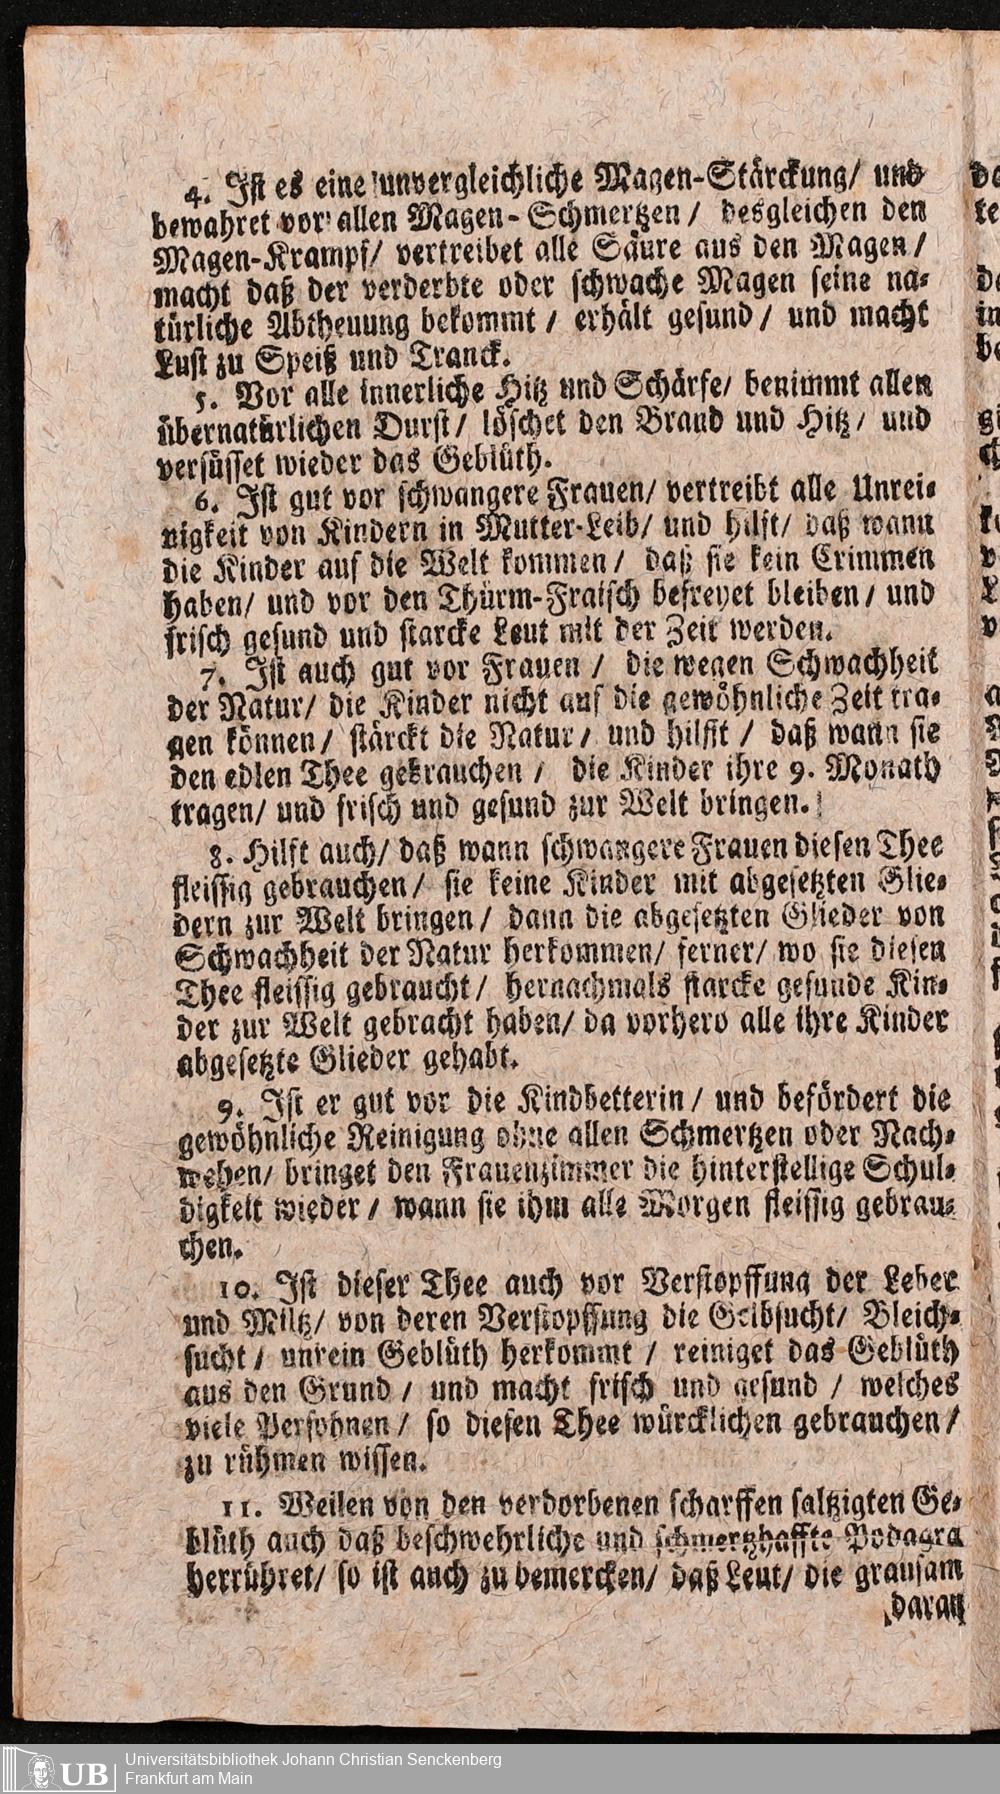 4. Ist es eine unvergleichliche Magen-Stärckung/ und
bewahret vor allen Magen-Schmertzen/ desgleichen den
Magen-Krampf/ vertreibet alle Säure aus den Magen/
macht daß der verderbte oder schwache Magen seine na-
türliche Abtheuung bekommt/ erhält gesund/ und macht
Lust zu Speiß und Tranck.
5. Vor alle innerliche Hitz und Schärfe/ benimmt allen
übernatürlichen Durst/ löschet den Brand und Hitz/ und
versüsset wieder das Geblüth.
6. Ist gut vor schwangere Frauen/ vertreibt alle Unrei-
nigkeit von Kindern in Mutter-Leib/ und hilft/ daß wann
die Kinder auf die Welt kommen/ daß sie kein Crimmen
haben/ und vor den Thürm-Fraisch befreyet bleiben/ und
frisch gesund und starcke Leut mit der Zeit werden.
7. Ist auch gut vor Frauen/ die wegen Schwachheit
der Natur/ die Kinder nicht auf die gewöhnliche Zeit tra-
gen können/ stärckt die Natur/ und hilfft/ daß wann sie
den edlen Thee gebrauchen/ die Kinder ihre 9. Monath
tragen/ und frisch und gesund zur Welt bringen.
8. Hilft auch/ daß wann schwangere Frauen diesen Thee
fleissig gebrauchen/ sie keine Kinder mit abgesetzten Glie-
dern zur Welt bringen/ dann die abgesetzten Glieder von
Schwachheit der Natur herkommen/ ferner/ wo sie diesen
Thee fleissig gebraucht/ hernachmals starcke gesunde Kin-
der zur Welt gebracht haben/ da vorhero alle ihre Kinder
abgesetzte Glieder gehabt.
9. Ist er gut vor die Kindbetterin/ und befördert die
gewöhnliche Reinigung ohne allen Schmertzen oder Nach-
wehen/ bringet den Frauenzimmer die hinterstellige Schul-
digkeit wieder/ wann sie ihm alle Morgen fleissig gebrau-
chen.
10. Ist dieser Thee auch vor Verstopffung der Leber
und Miltz/ von deren Verstopffung die Gelbsucht/ Bleich-
sucht/ unrein Geblüth herkommt/ reiniget das Geblüth
aus den Grund/ und macht frisch und gesund/ welches
viele Persohnen/ so diesen Thee würcklichen gebrauchen/
zu rühmen wissen.
11. Weilen von den verdorbenen scharffen saltzigten Ge-
blüth auch daß beschwehrliche und schmertzhaffte Podagra
herrühret/ so ist auch zu bemercken/ daß Leut/ die grausam
daran
UB Universitätsbibliothek Johann Christian Senckenberg
Frankfurt am Main